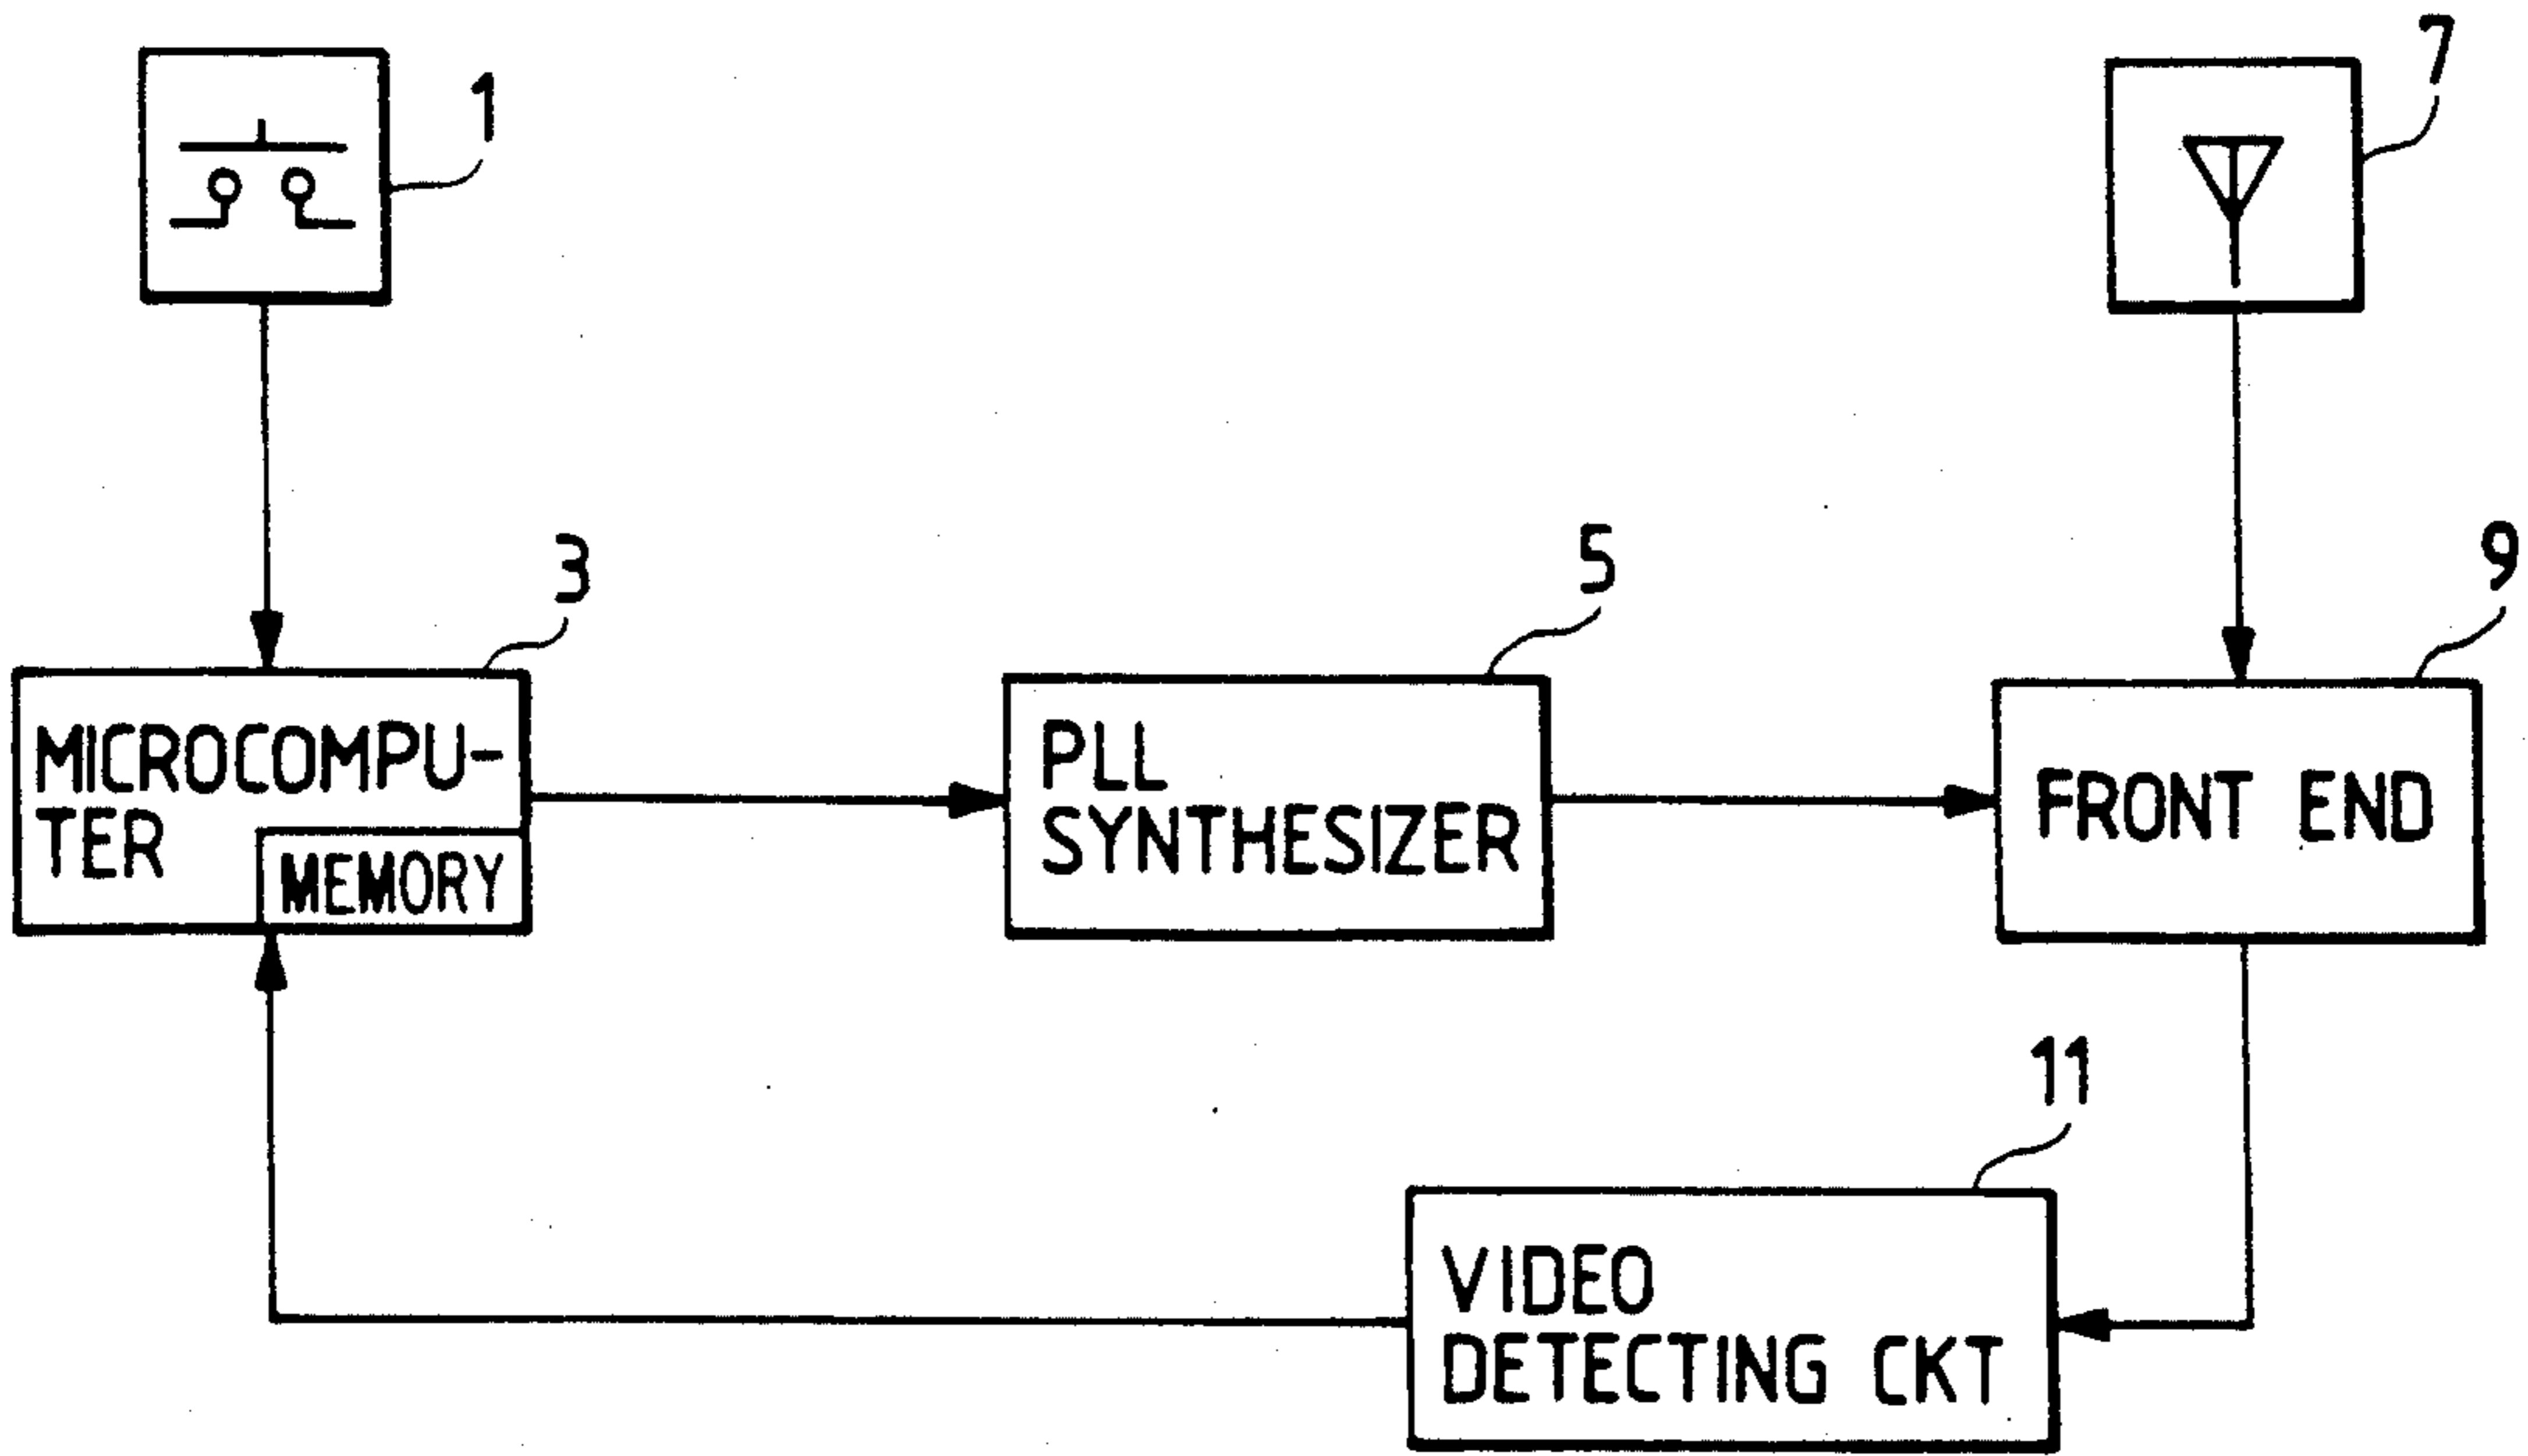 1
7
3
5
9
MICROCOMPU-
TER
MEMORY
PLL
SYNTHESIZER
FRONT END
11
VIDEO
DETECTING CKT